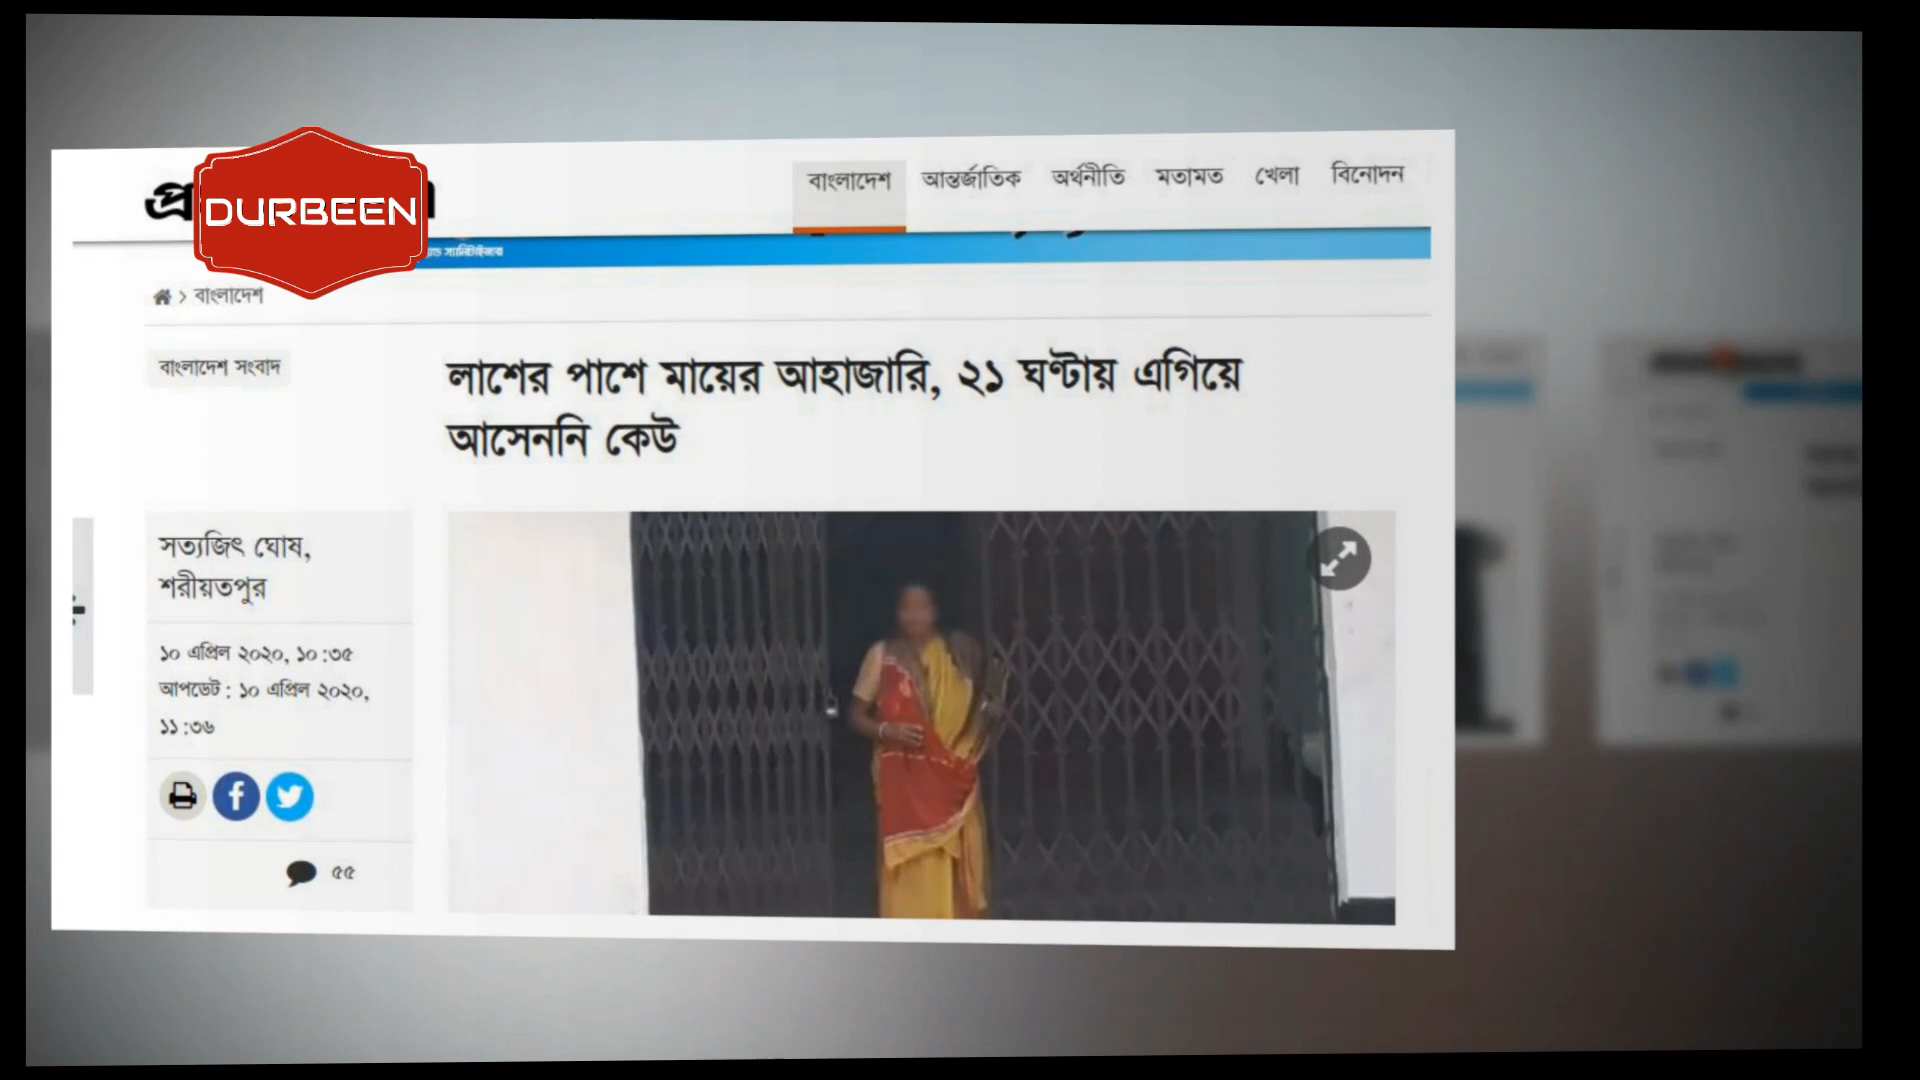 DURBEEN
বাংলাদেশ আন্তর্জাতিক অর্থনীতি মতামত খেলা বিনোদন
স্যানিটাইজার
> বাংলাদেশ
বাংলাদেশ সংবাদ
লাশের পাশে মায়ের আহাজারি, ২১ ঘণ্টায় এগিয়ে
আসেননি কেউ
সত্যজিৎ ঘোষ,
শরীয়তপুর
১০ এপ্রিল ২০২০, ১০:৩৫
আপডেট : ১০ এপ্রিল ২০২০,
১১:৩৬
৫৫